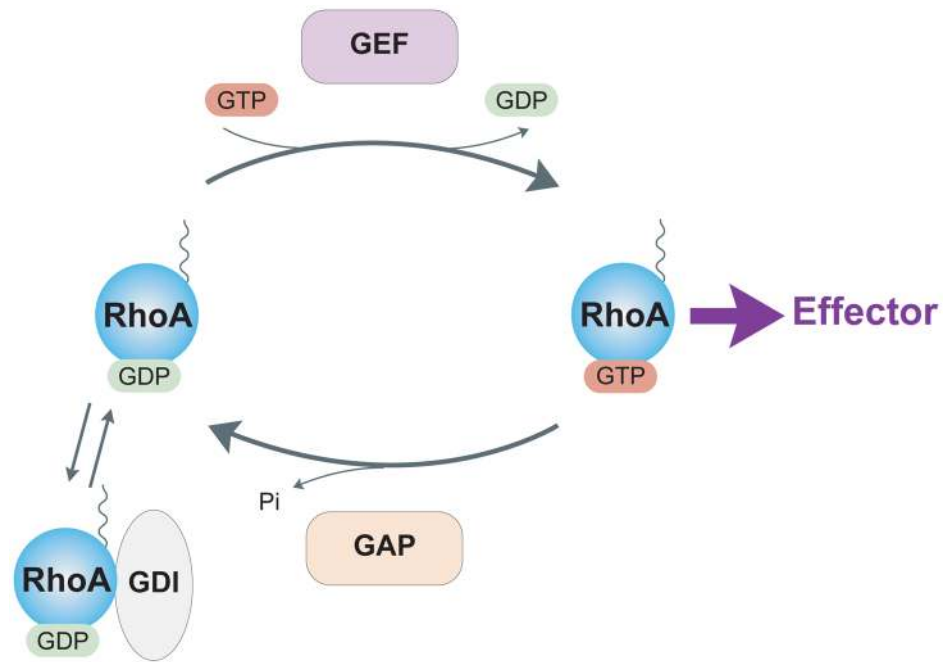 GEF
GTP
GDP
RhoA
GDP
RhoA
GTP
Effector
Pi
GAP
RhoA
GDI
GDP